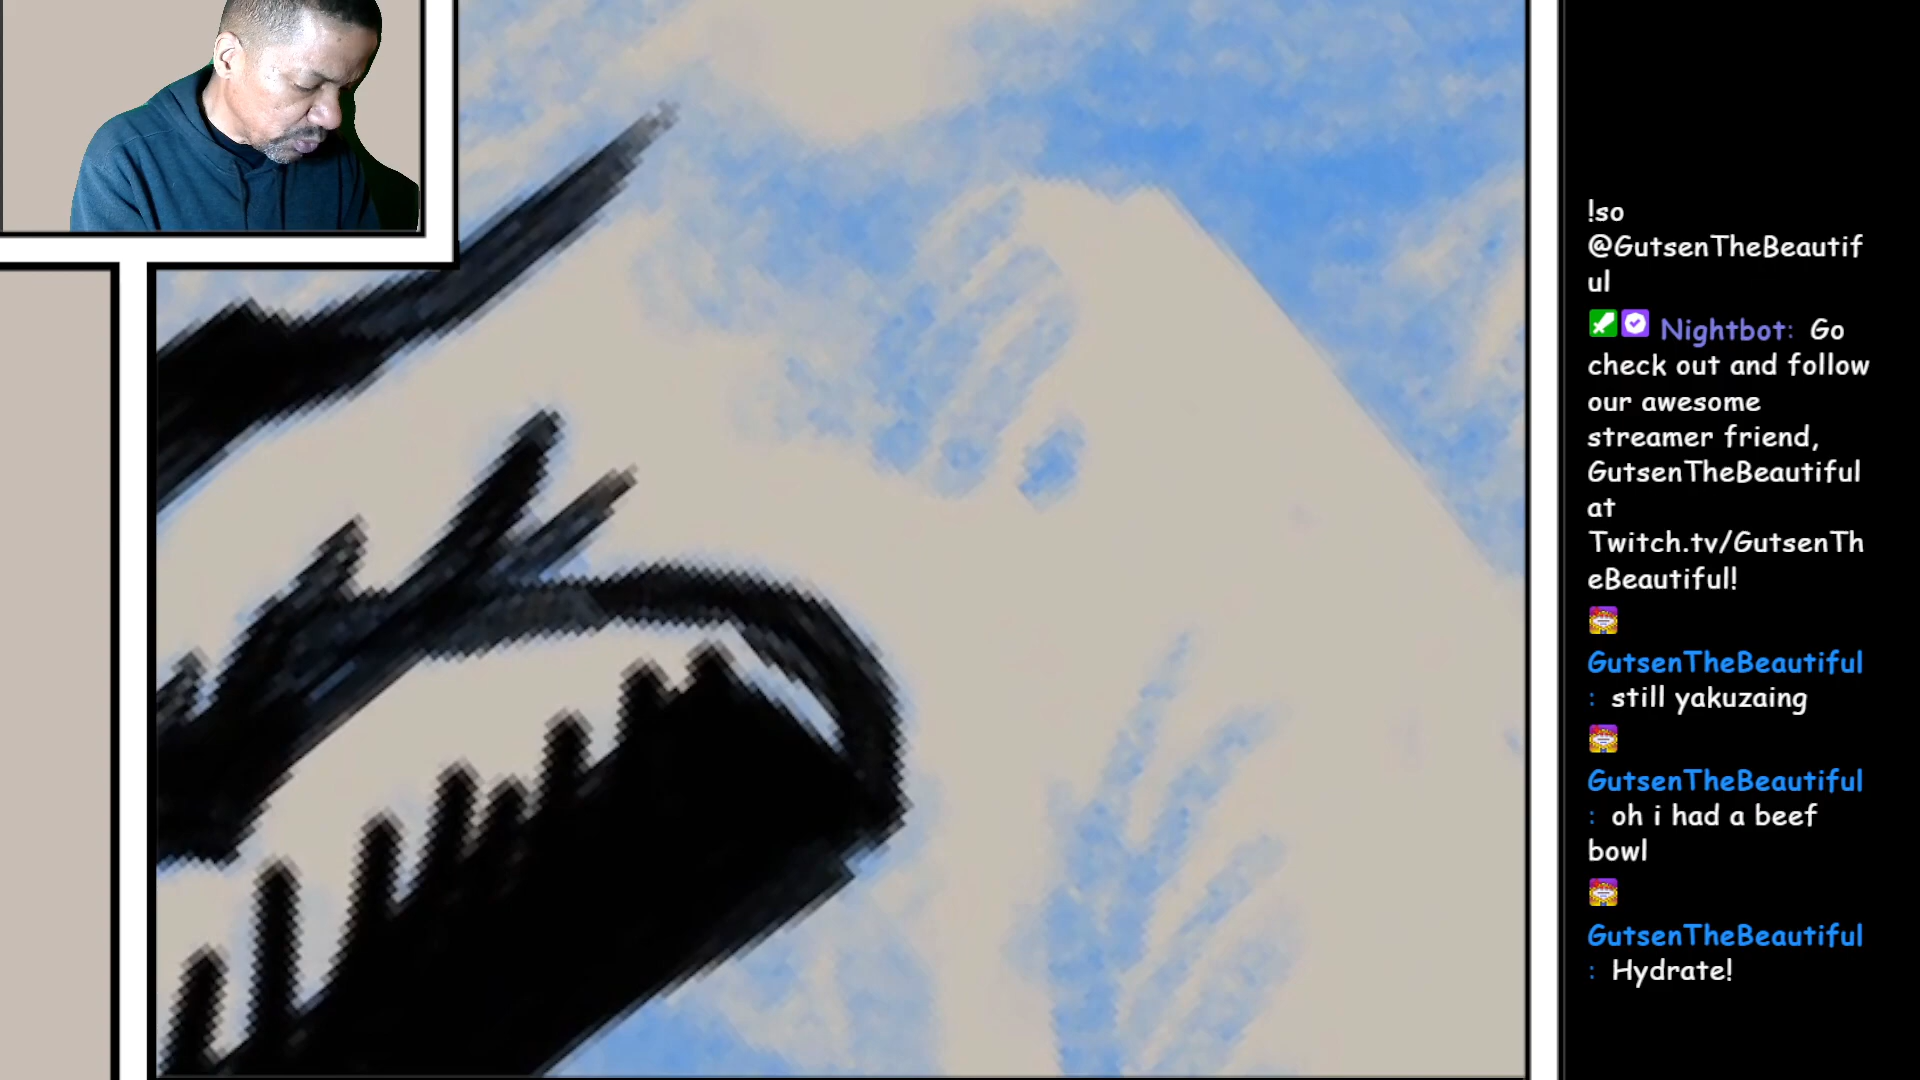 !so
@GutsenTheBeautif
ul
Nightbot: Go
check out and follow
our awesome
streamer friend,
GutsenTheBeautiful
at
Twitch.tv/GutsenTh
eBeautiful!
GutsenTheBeautiful
: still yakuzaing
GutsenTheBeautiful
: oh i had a beef
bowl
GutsenTheBeautiful
: Hydrate!